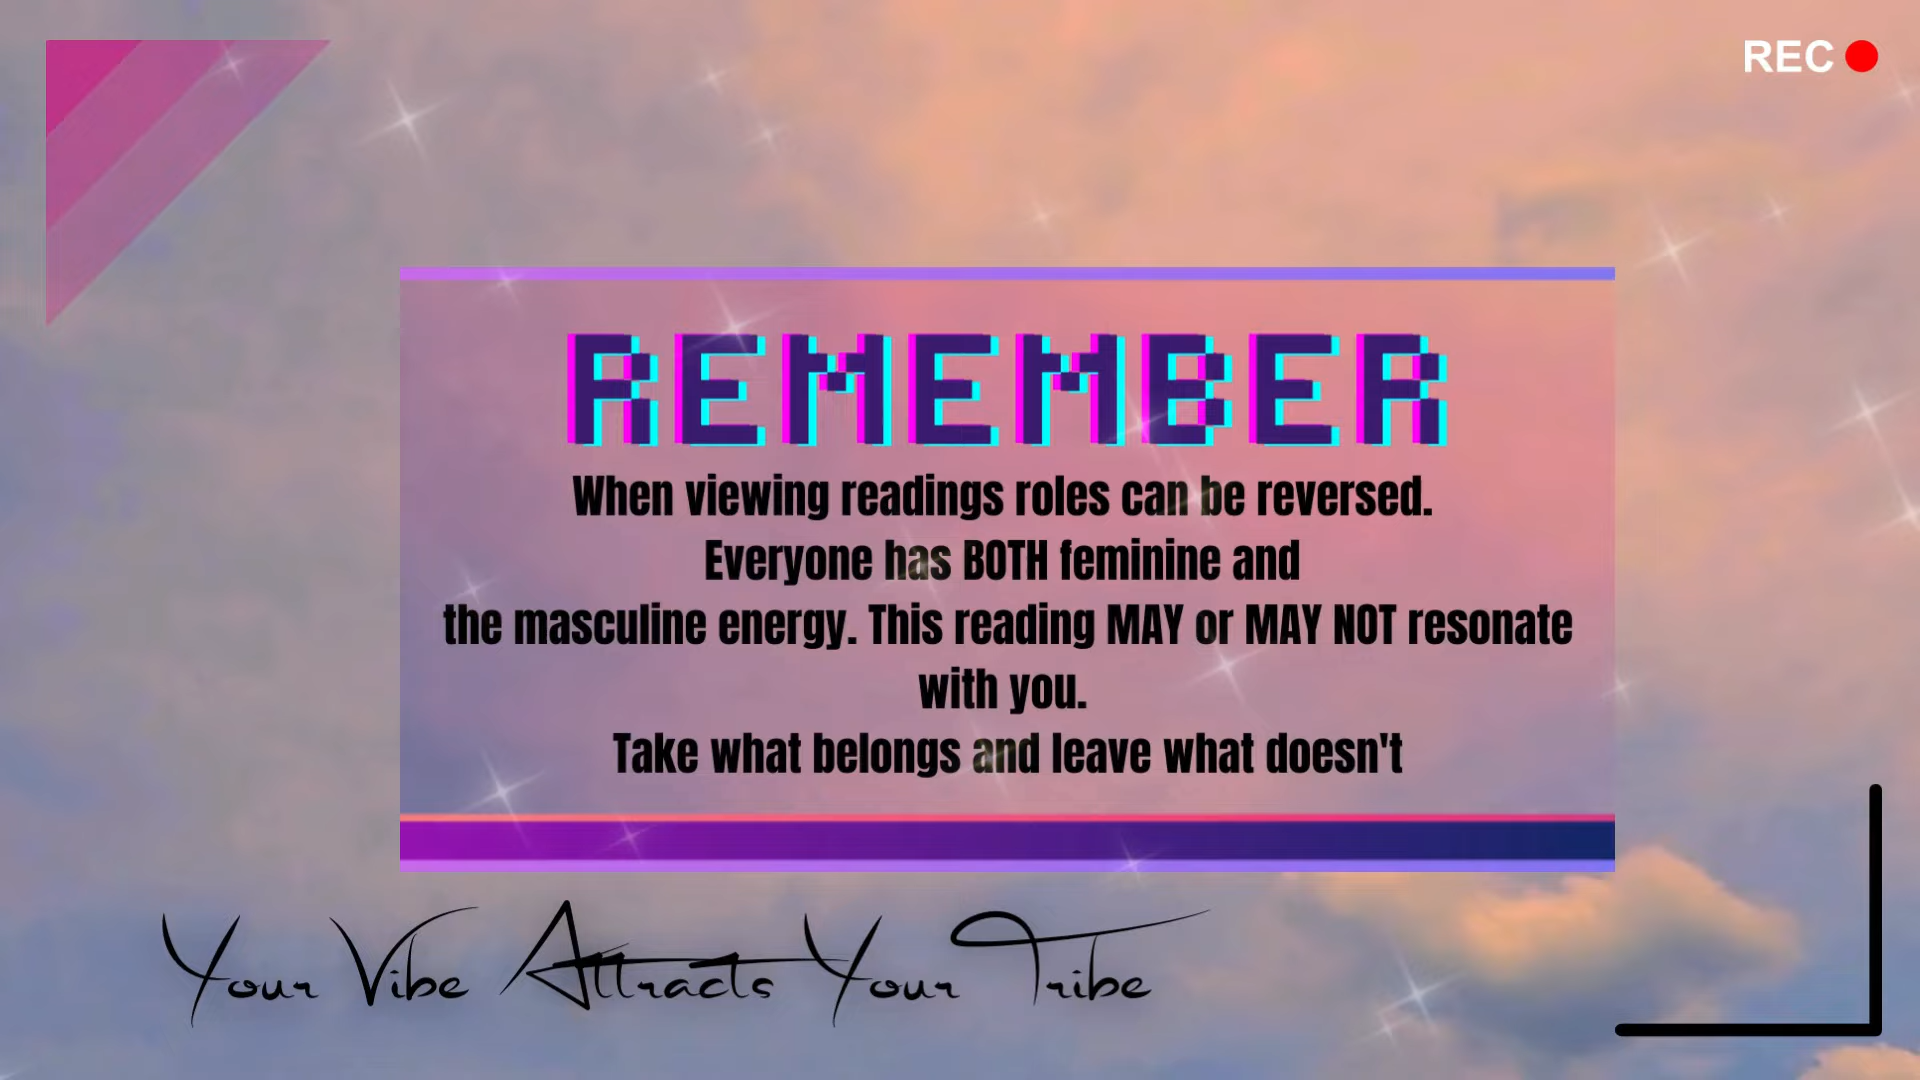 REC
REMEMBER
When viewing readings roles can be reversed.
Everyone has BOTH feminine and
the masculine energy. This reading MAY or MAY NOT resonate
with you.
Take what belongs and leave what doesn't
Your Vibe Attracts Your Tribe